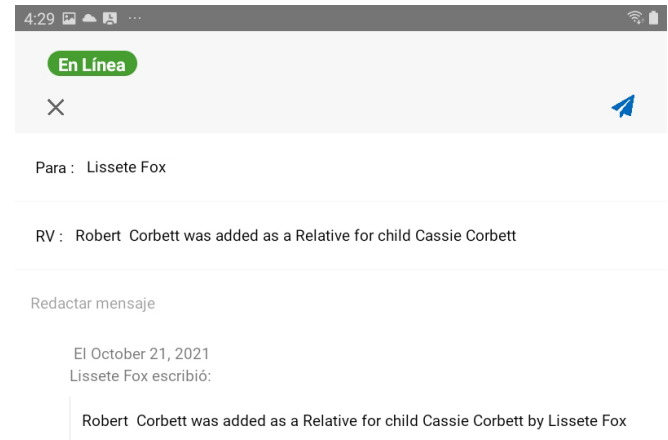 4:29
En Línea
Para : Lissete Fox
RV : Robert Corbett was added as a Relative for child Cassie Corbett
Redactar mensaje
El October 21, 2021
Lissete Fox escribió:
Robert Corbett was added as a Relative for child Cassie Corbett by Lissete Fox